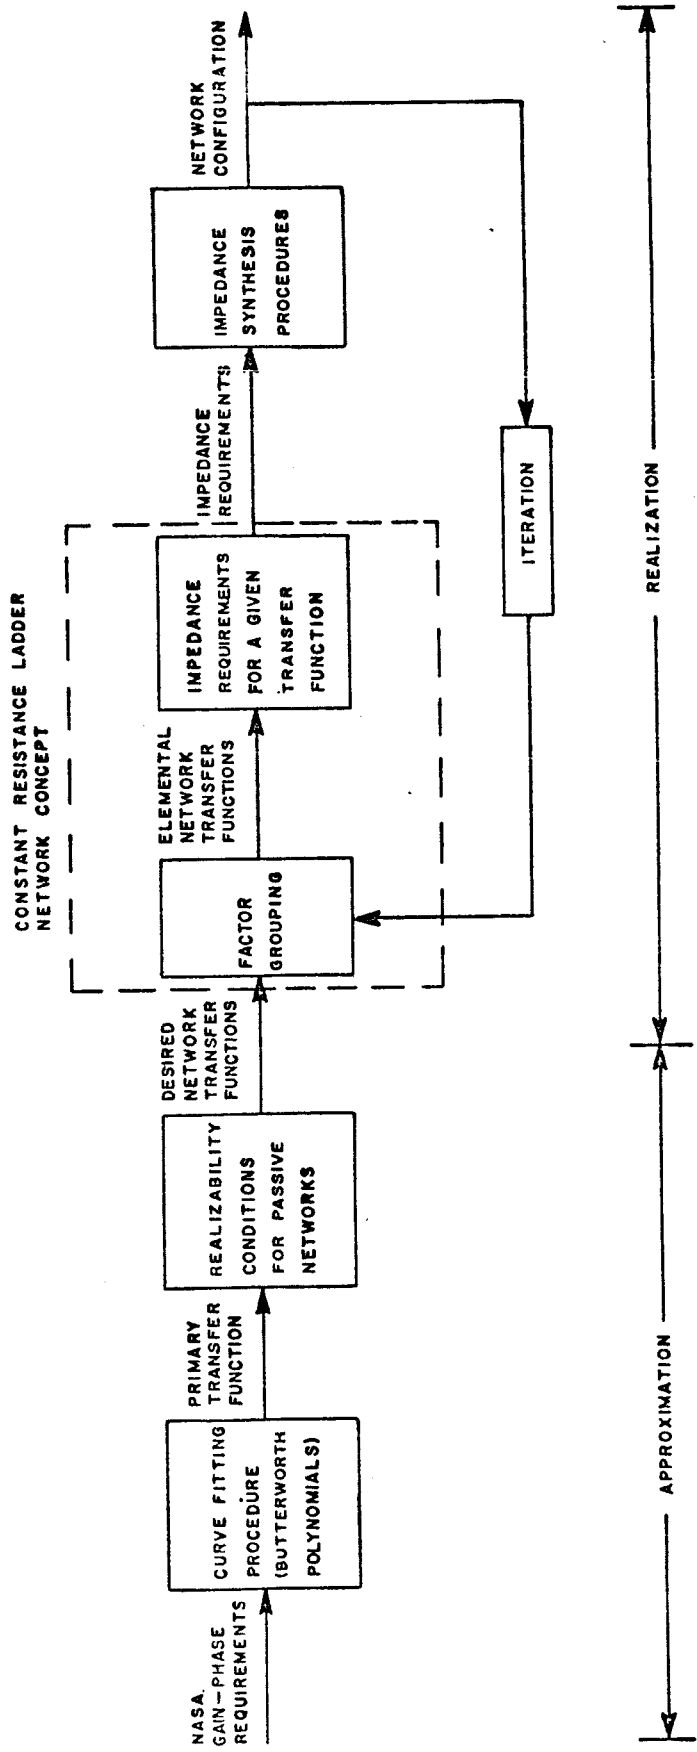 NASA
GAIN-PHASE
REQUIREMENTS
CURVE FITTING
PROCEDURE
(BUTTERWORTH
POLYNOMIALS)
PRIMARY
TRANSFER
FUNCTION
REALIZABILITY
CONDITIONS
FOR PASSIVE
NETWORKS
DESIRED
NETWORK
TRANSFER
FUNCTIONS
CONSTANT RESISTANCE LADDER
NETWORK CONCEPT
FACTOR
GROUPING
ELEMENTAL
NETWORK
TRANSFER
FUNCTIONS
IMPEDANCE
REQUIREMENTS
FOR A GIVEN
TRANSFER
FUNCTION
IMPEDANCE
REQUIREMENTS
IMPEDANCE
SYNTHESIS
PROCEDURES
NETWORK
CONFIGURATION
ITERATION
APPROXIMATION
REALIZATION